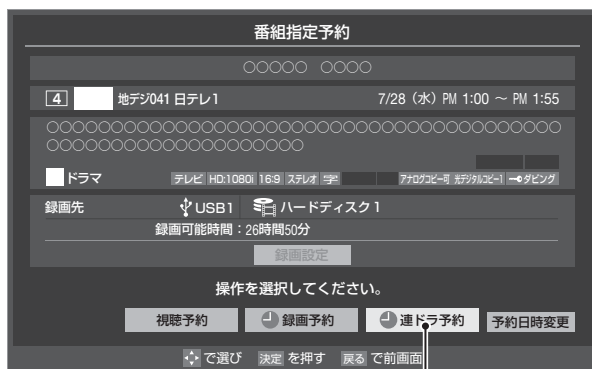 番組指定予約
○○○○○ ○○○○
4 地デジ041 日テレ1 7/28（水）PM 1:00 ～ PM 1:55
○○○○○○○○○○○○○○○○○○○○○○○○○○○○○○○○○○○
○○○○○○○○○○○○○○○○○○
ドラマ テレビ HD:1080i 16:9 ステレオ 字 アナログコピー可 光デジタルコピー1 ダビング
録画先 USB1 ハードディスク1
録画可能時間：26時間50分
録画設定
操作を選択してください。
視聴予約 録画予約 連ドラ予約 予約日時変更
で選び 決定 を押す 戻る で前画面